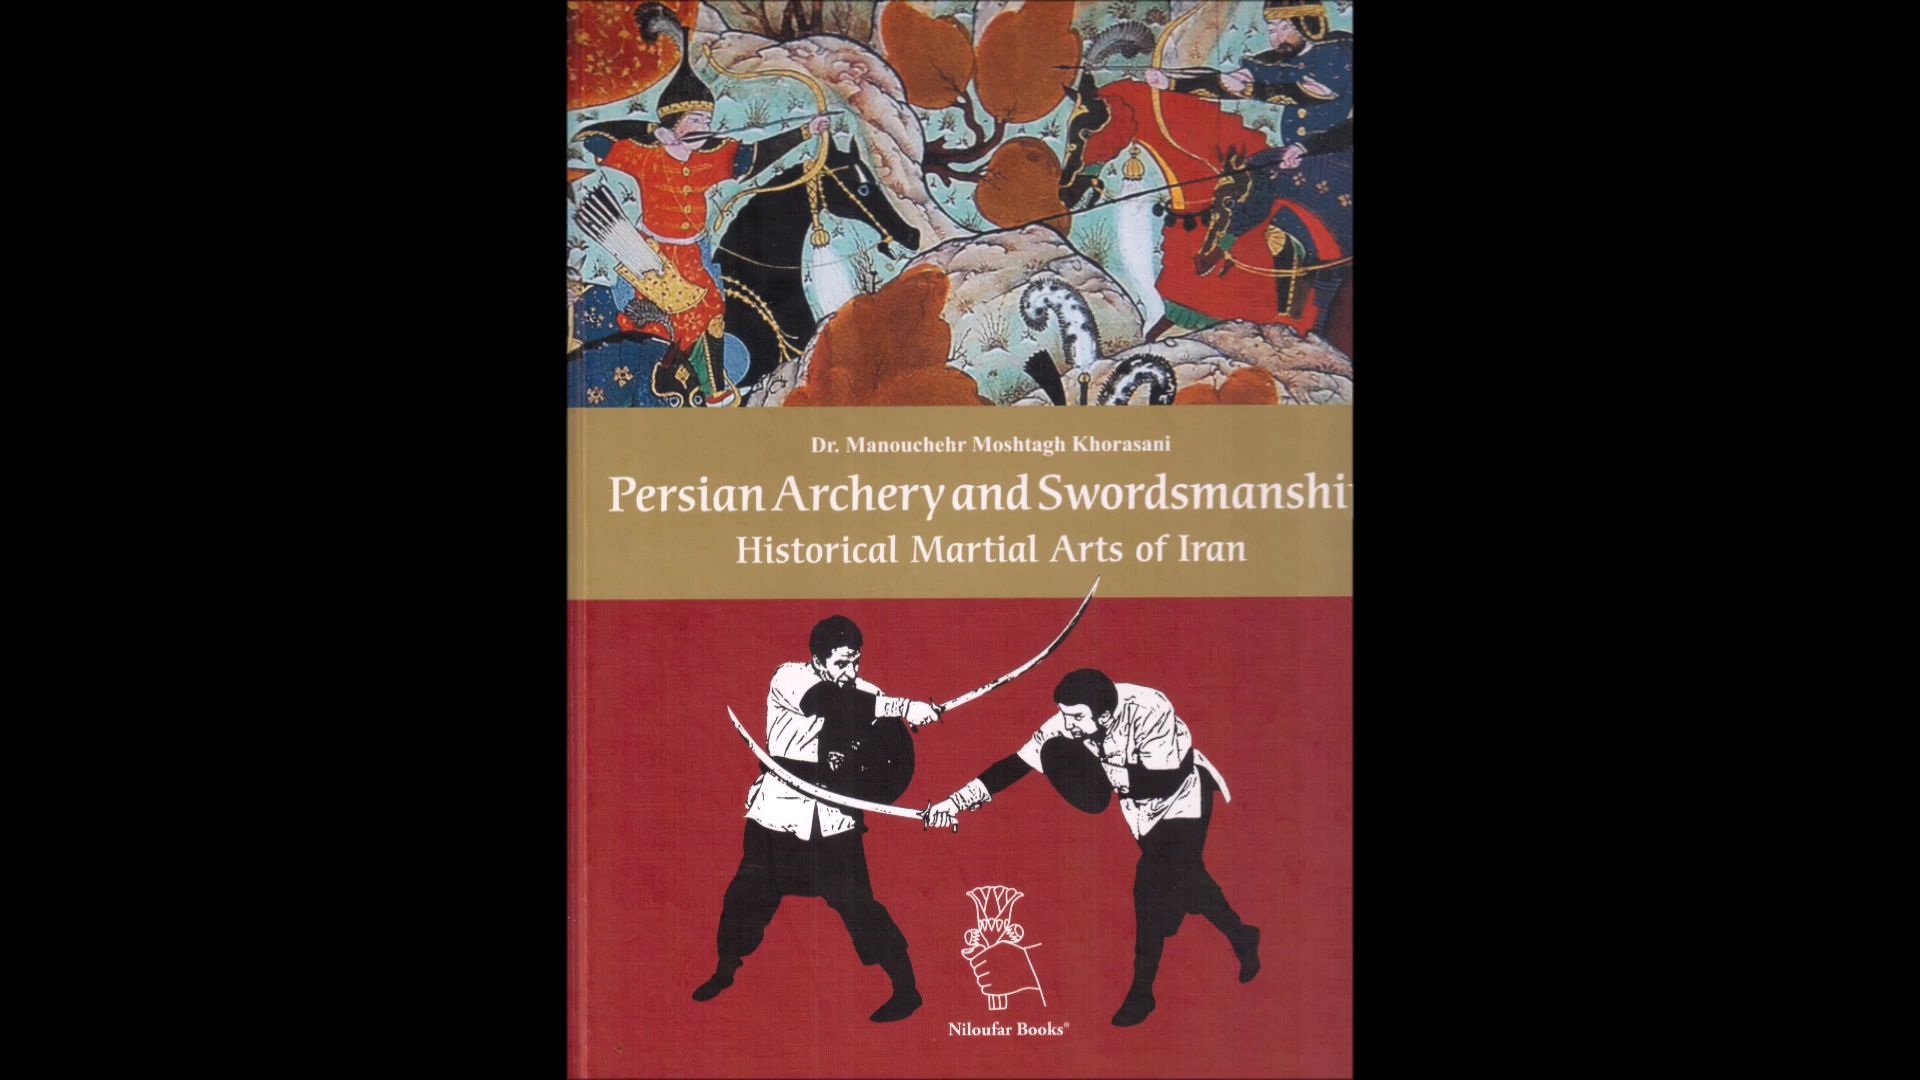 Dr. Manouchehr Moshtagh Khorasani
Persian Archery and Swordsmanshi
Historical Martial Arts of Iran
Niloufar Books®